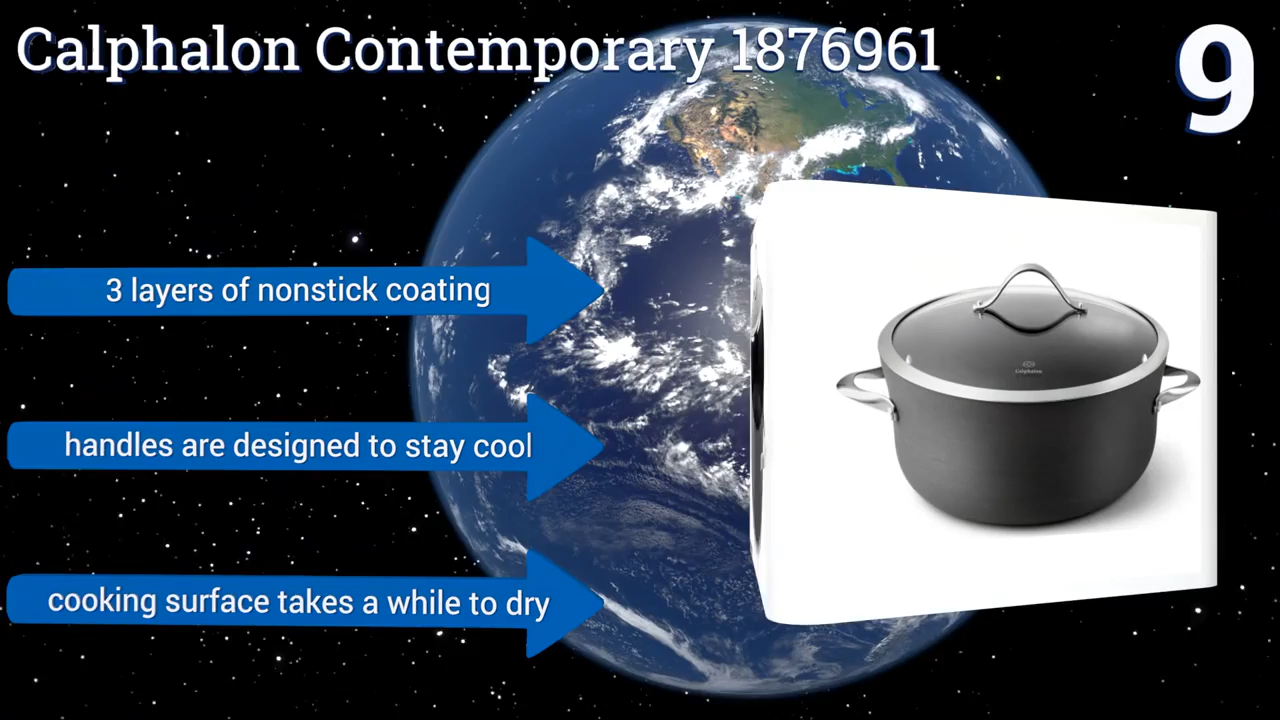 Calphalon Contemporary 1876961
9
3 layers of nonstick coating
handles are designed to stay cool
cooking surface takes a while to dry
Calphalon